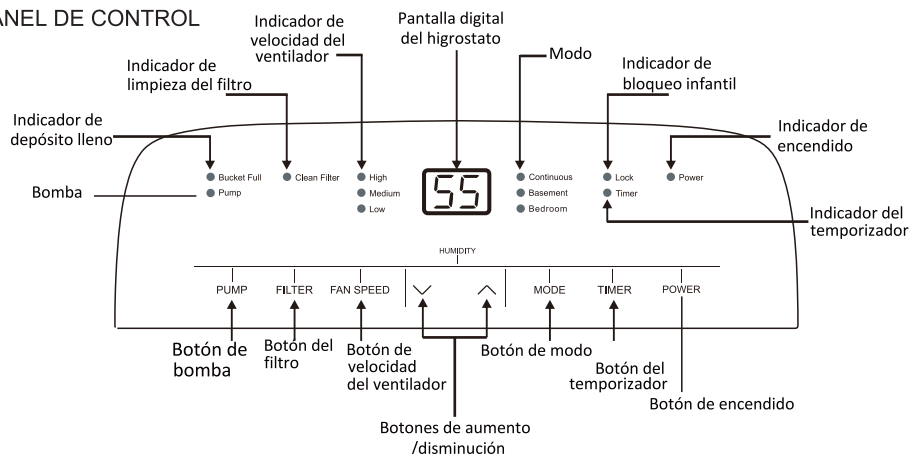 ANEL DE CONTROL
Indicador de
velocidad del
ventilador
Pantalla digital
del higrostato
Modo
Indicador de
limpieza del filtro
Indicador de
bloqueo infantil
Indicador de
depósito lleno
Indicador de
encendido
Bomba
Bucket Full
Pump
Clean Filter
High
Medium
Low
55
Continuous
Basement
Bedroom
Lock
Timer
Power
Indicador del
temporizador
HUMIDITY
PUMP
FILTER
FAN SPEED
MODE
TIMER
POWER
Botón de
bomba
Botón del
filtro
Botón de
velocidad
del ventilador
Botón de modo
Botón del
temporizador
Botón de encendido
Botones de aumento
/disminución